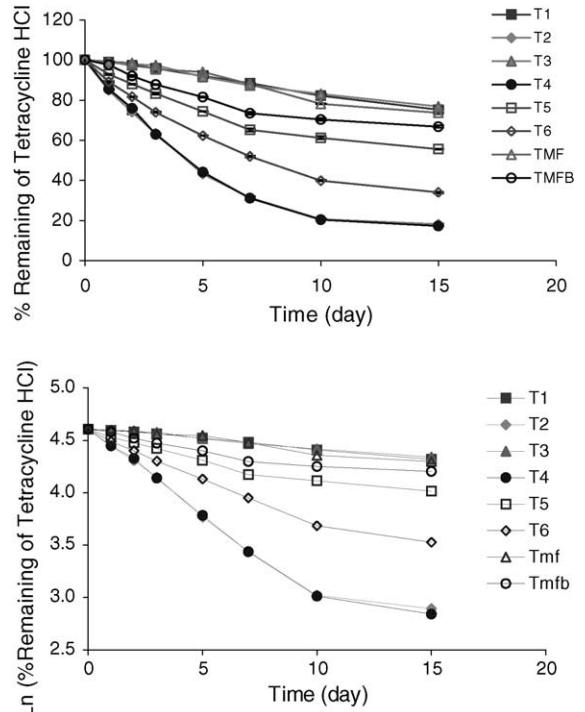 % Remaining of Tetracycline HCl
120
100
80
60
40
20
0
0 5 10 15 20
Time (day)
T1
T2
T3
T4
T5
T6
TMF
TMFB
Ln (%Remaining of Tetracycline HCl)
5.0
4.5
4.0
3.5
3.0
2.5
0 5 10 15 20
Time (day)
T1
T2
T3
T4
T5
T6
Tmf
Tmfb